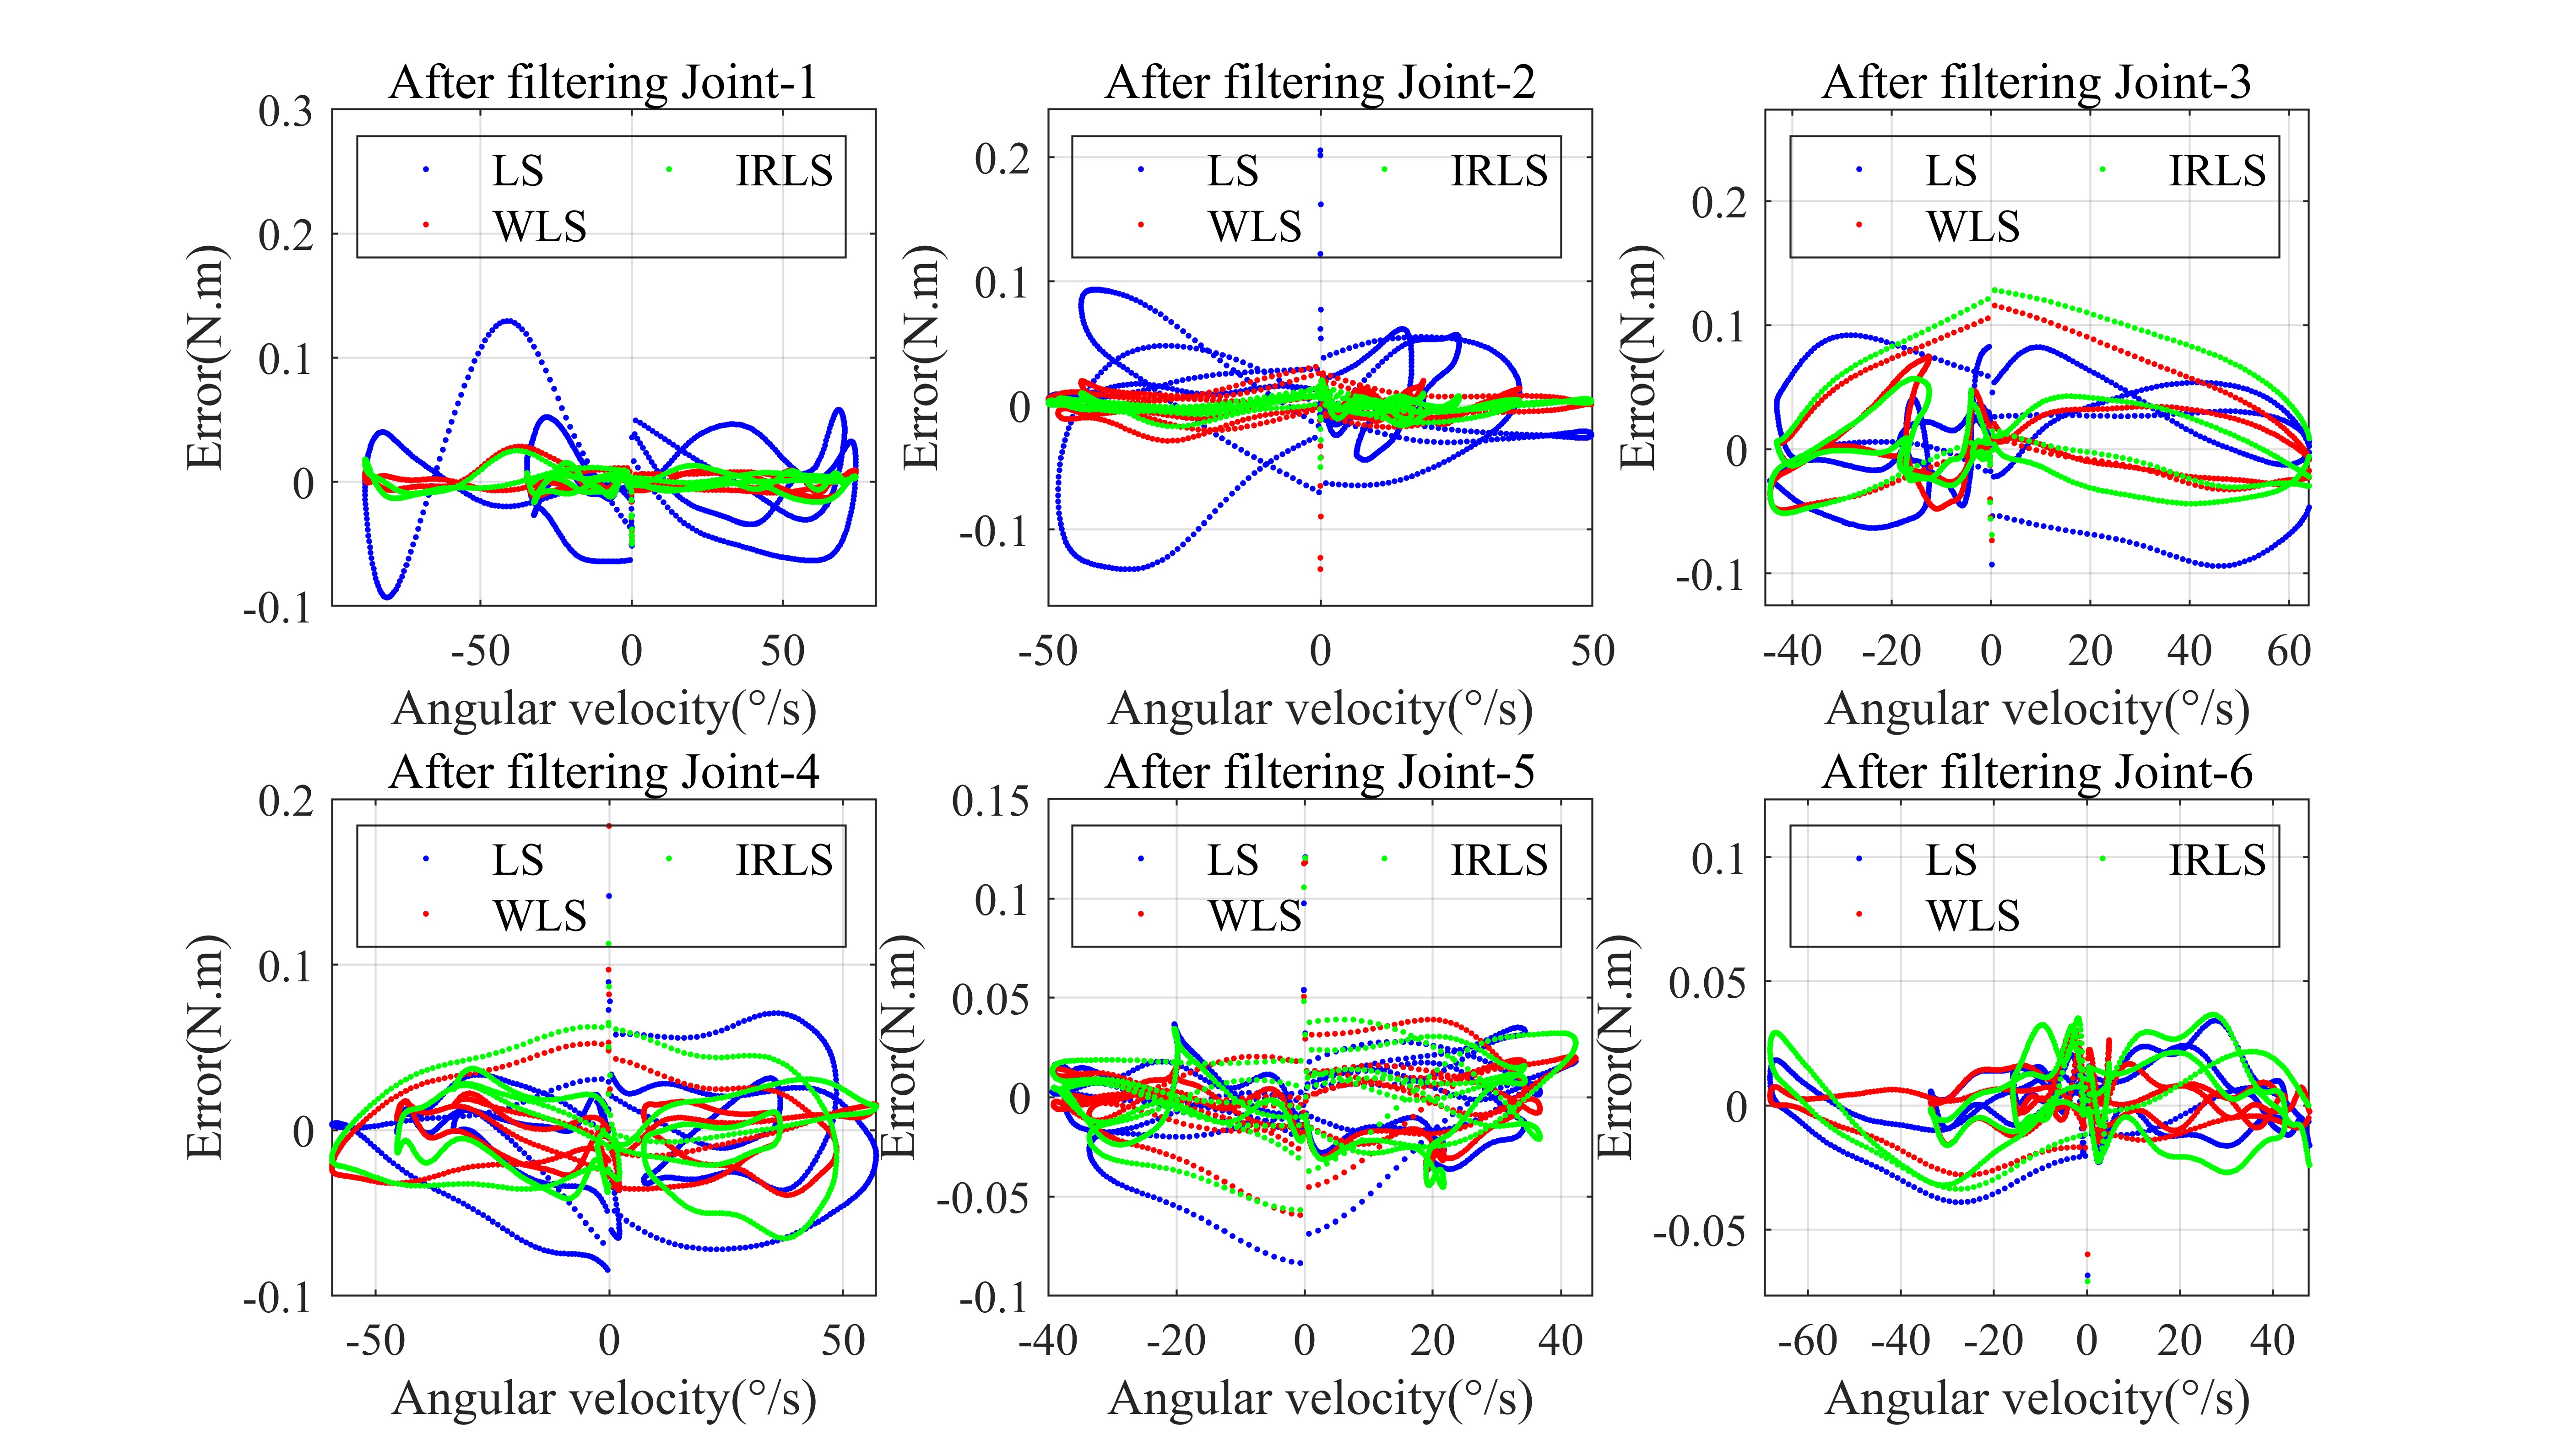 After filtering Joint-1
0.3
0.2
0.1
0
-0.1
Error(N.m)
LS
IRLS
WLS
-50
0
50
Angular velocity(°/s)
After filtering Joint-2
0.2
0.1
0
-0.1
Error(N.m)
LS
IRLS
WLS
-50
0
50
Angular velocity(°/s)
After filtering Joint-3
0.2
0.1
0
-0.1
Error(N.m)
LS
IRLS
WLS
-40
-20
0
20
40
60
Angular velocity(°/s)
After filtering Joint-4
0.2
0.1
0
-0.1
Error(N.m)
LS
IRLS
WLS
-50
0
50
Angular velocity(°/s)
After filtering Joint-5
0.15
0.1
0.05
0
-0.05
-0.1
Error(N.m)
LS
IRLS
WLS
-40
-20
0
20
40
Angular velocity(°/s)
After filtering Joint-6
0.1
0.05
0
-0.05
Error(N.m)
LS
IRLS
WLS
-60
-40
-20
0
20
40
Angular velocity(°/s)